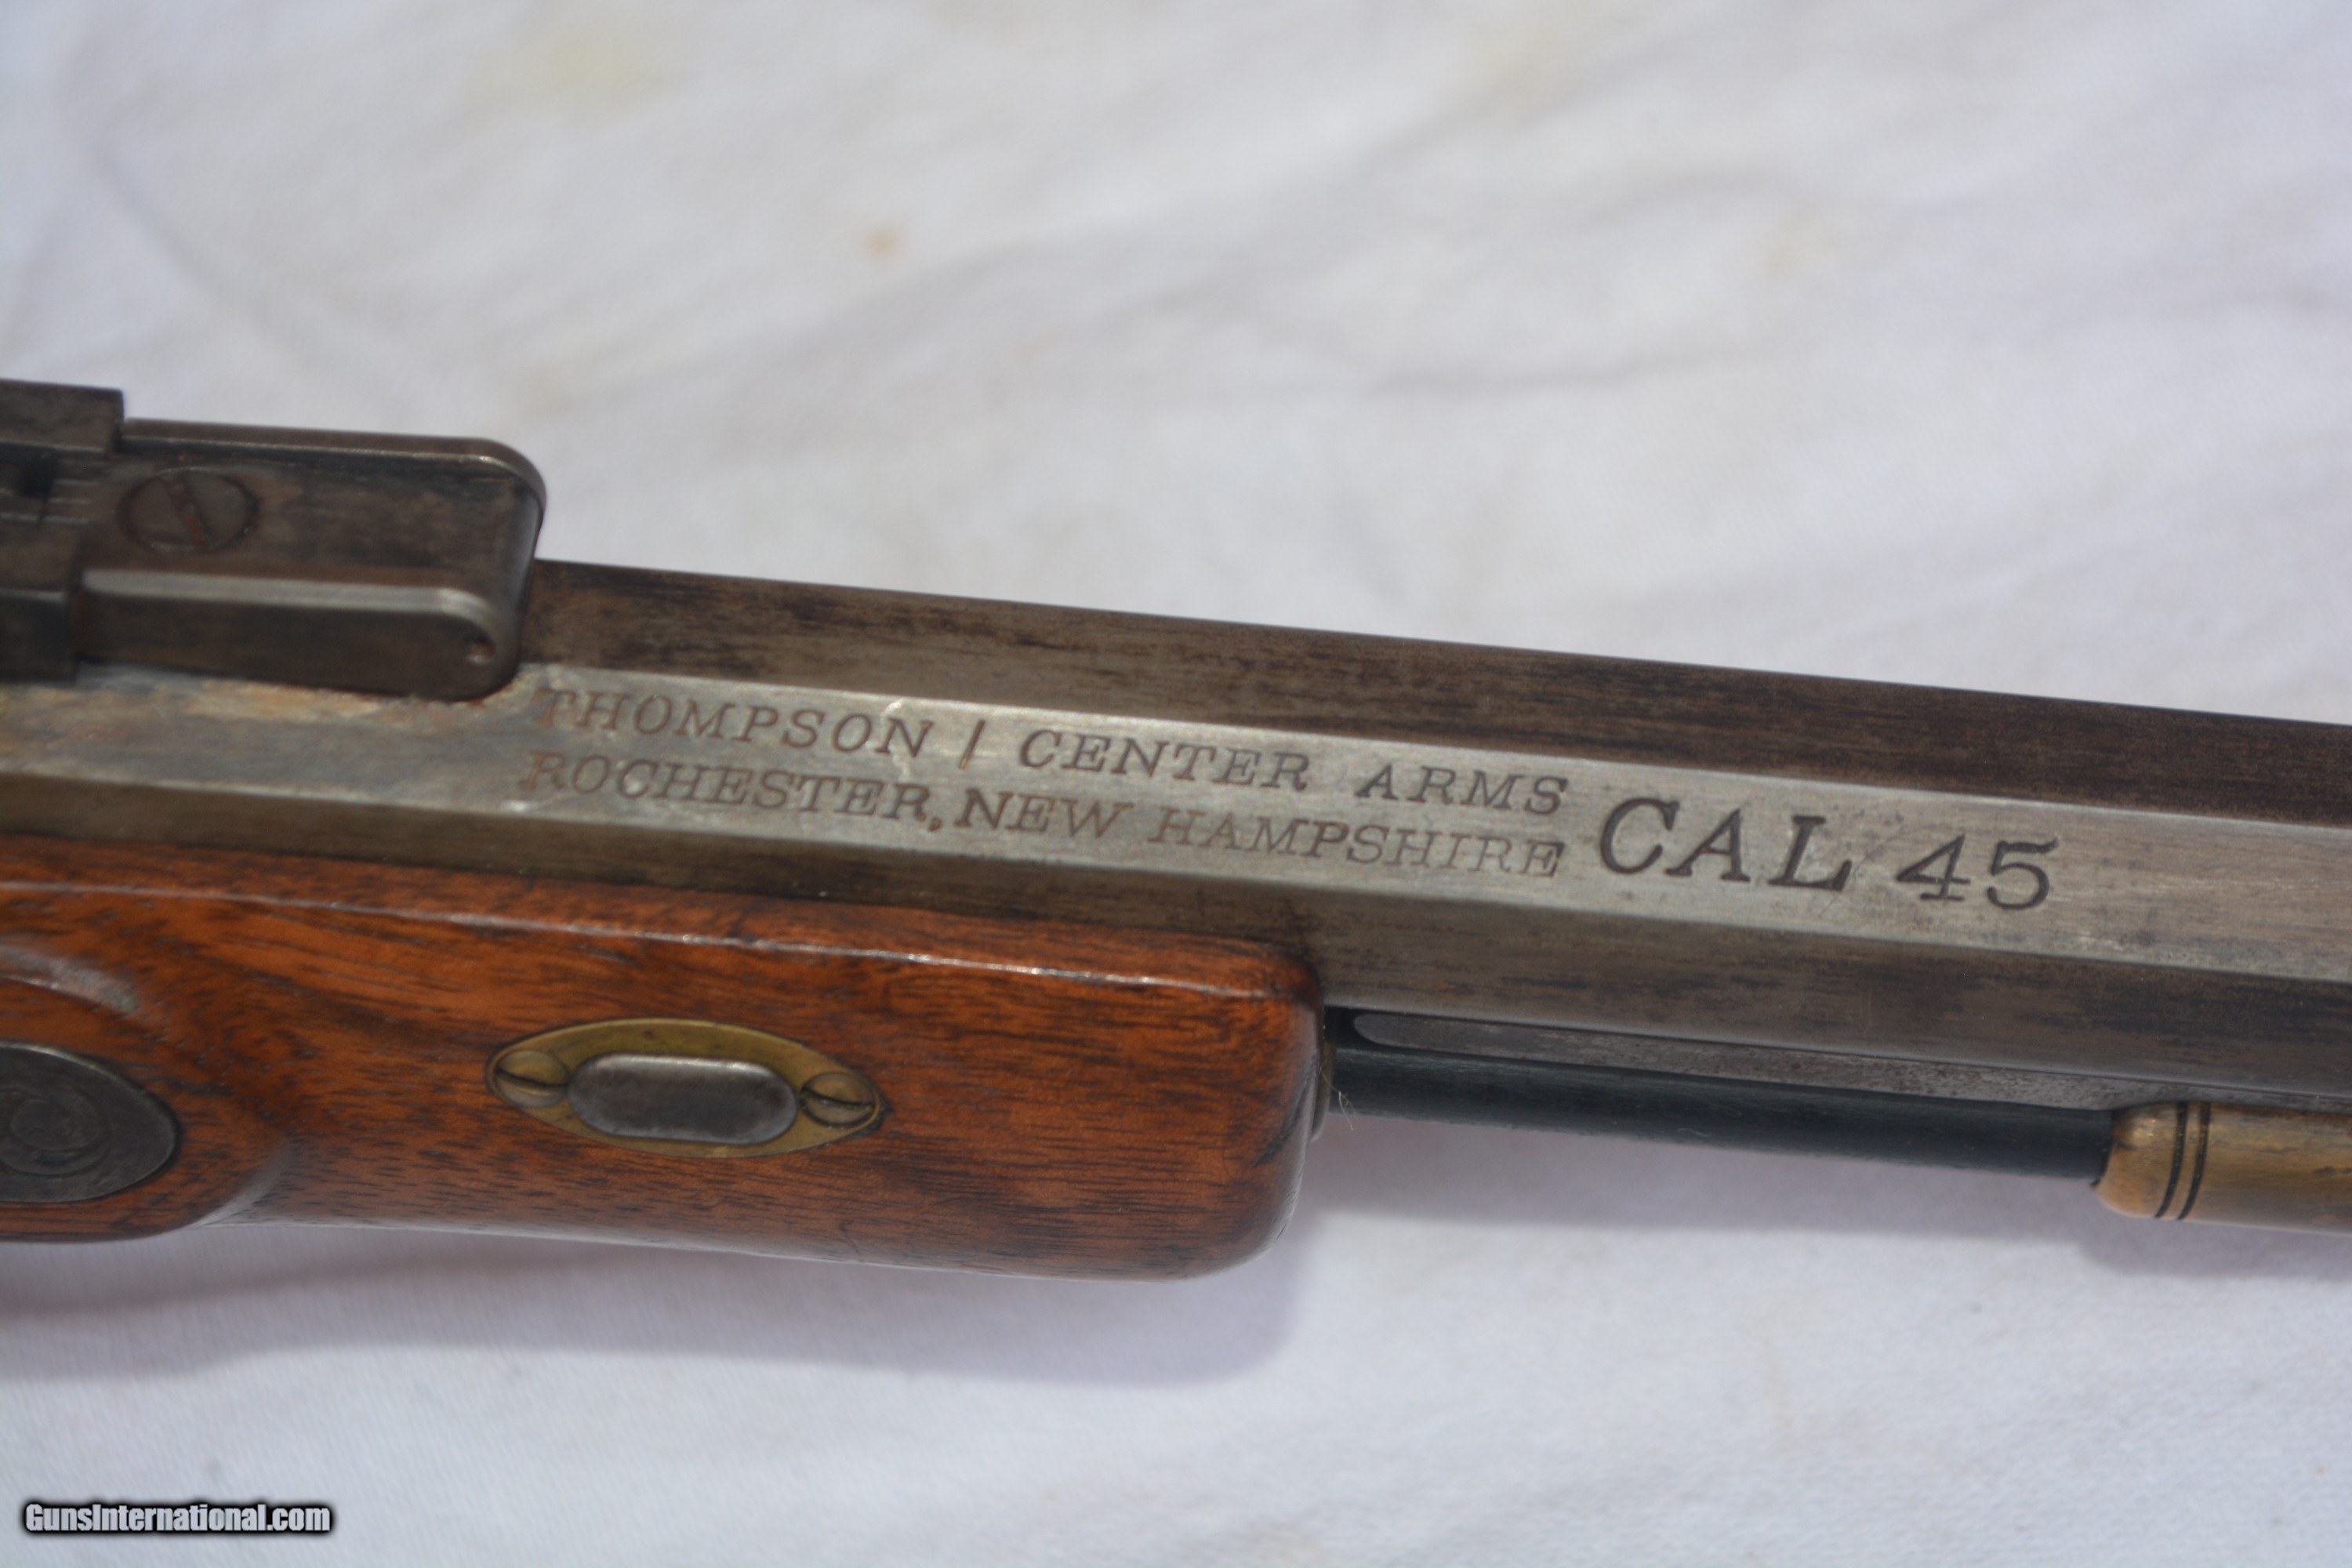 THOMPSON / CENTER ARMS
ROCHESTER, NEW HAMPSHIRE
CAL 45
GunsInternational.com